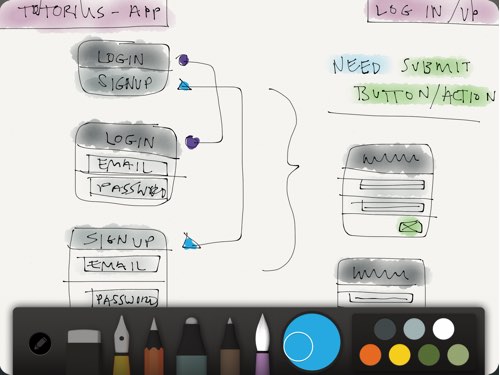 TUTORIUS - APP
LOGIN
SIGNUP
LOGIN
EMAIL
PASSWORD
SIGNUP
EMAIL
PASSWORD
LOG IN / UP
NEED SUBMIT
BUTTON/ACTION